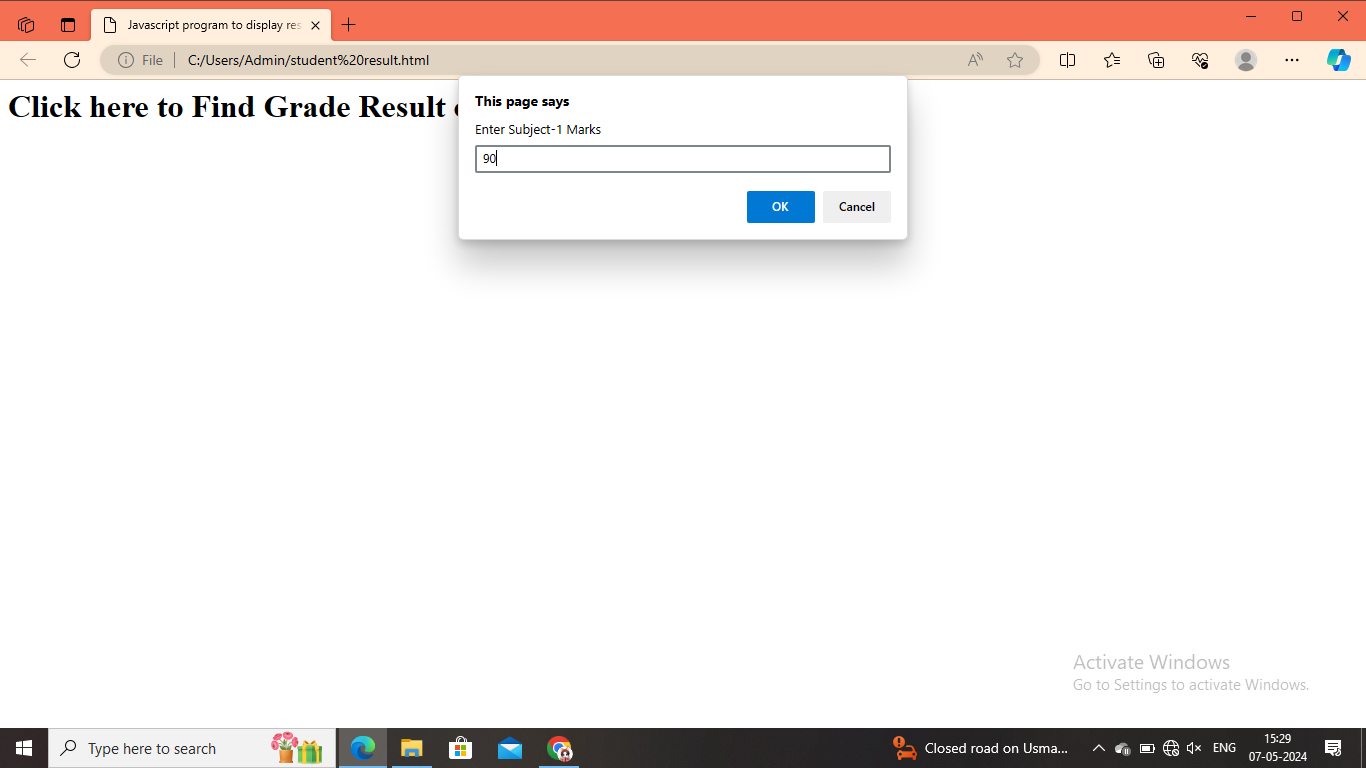 Javascript program to display res
File
C:/Users/Admin/student%20result.html
Click here to Find Grade Result
This page says
Enter Subject-1 Marks
90
OK
Cancel
Activate Windows
Go to Settings to activate Windows.
Type here to search
Closed road on Usma...
ENG
15:29
07-05-2024